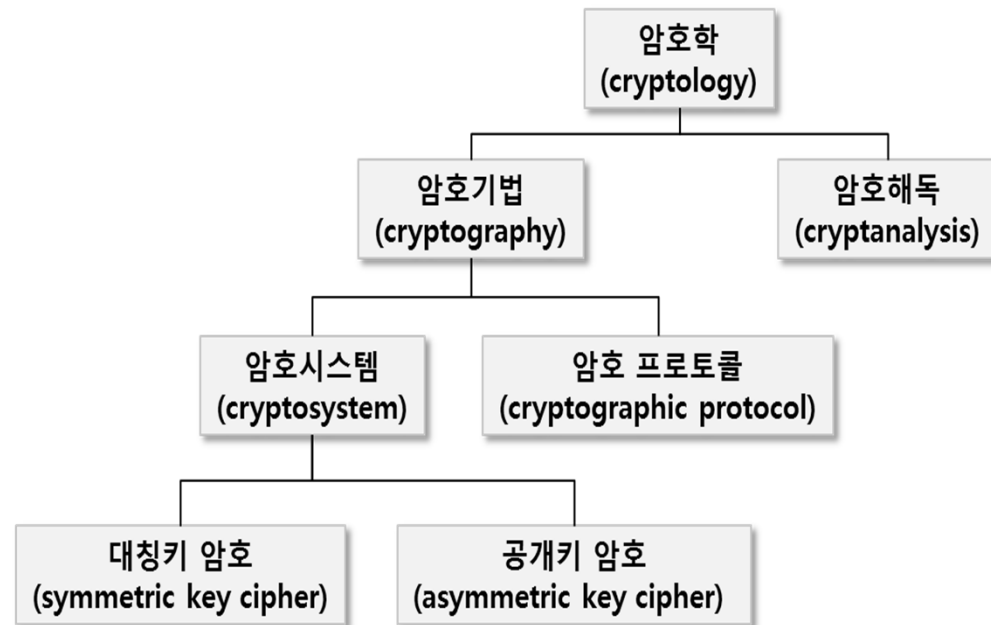 암호학
(cryptology)
암호기법
(cryptography)
암호해독
(cryptanalysis)
암호시스템
(cryptosystem)
암호 프로토콜
(cryptographic protocol)
대칭키 암호
(symmetric key cipher)
공개키 암호
(asymmetric key cipher)